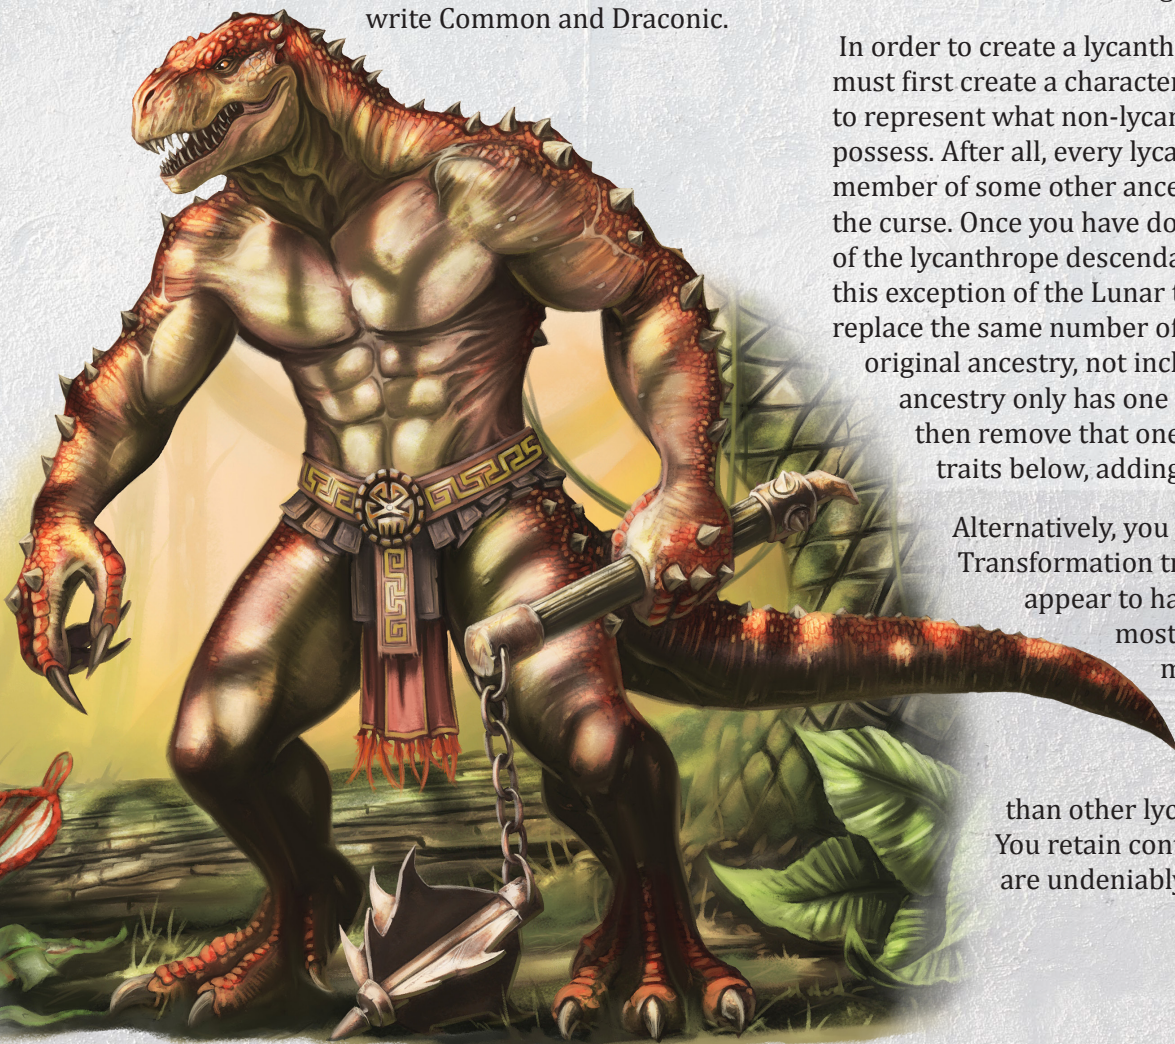 write Common and Draconic.
In order to create a lycanth
must first create a character
to represent what non-lycan
possess. After all, every lyca
member of some other ance
the curse. Once you have do
of the lycanthrope descenda
this exception of the Lunar
replace the same number of
original ancestry, not incl
ancestry only has one
then remove that one
traits below, adding
Alternatively, you
Transformation tr
appear to ha
most
m
than other lyc
You retain con
are undeniably